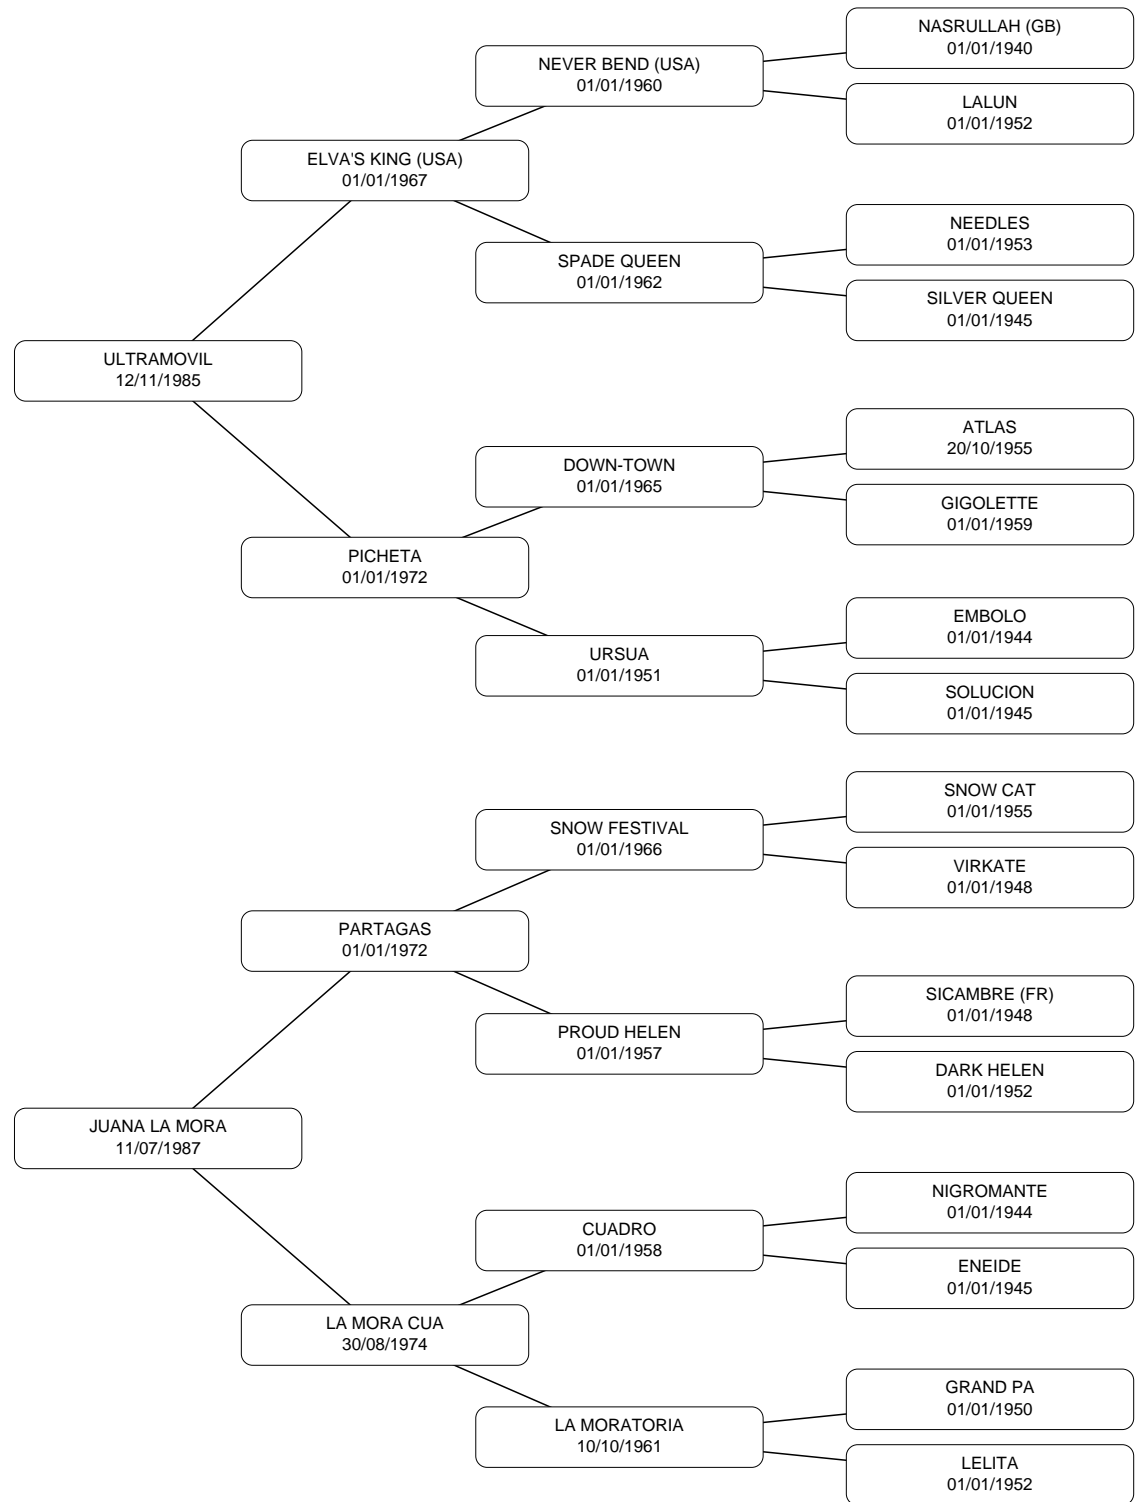 NASRULLAH (GB)
01/01/1940
NEVER BEND (USA)
01/01/1960
LALUN
01/01/1952
ELVA'S KING (USA)
01/01/1967
NEEDLES
01/01/1953
SPADE QUEEN
01/01/1962
SILVER QUEEN
01/01/1945
ULTRAMOVIL
12/11/1985
ATLAS
20/10/1955
DOWN-TOWN
01/01/1965
GIGOLETTE
01/01/1959
PICHETA
01/01/1972
EMBOLO
01/01/1944
URSUA
01/01/1951
SOLUCION
01/01/1945
SNOW CAT
01/01/1955
SNOW FESTIVAL
01/01/1966
VIRKATE
01/01/1948
PARTAGAS
01/01/1972
SICAMBRE (FR)
01/01/1948
PROUD HELEN
01/01/1957
DARK HELEN
01/01/1952
JUANA LA MORA
11/07/1987
NIGROMANTE
01/01/1944
CUADRO
01/01/1958
ENEIDE
01/01/1945
LA MORA CUA
30/08/1974
GRAND PA
01/01/1950
LA MORATORIA
10/10/1961
LELITA
01/01/1952